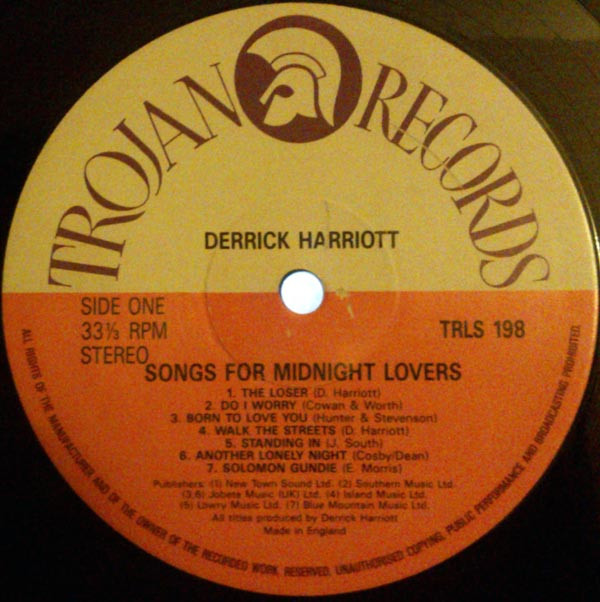 TROJAN RECORDS
DERRICK HARRIOTT
SIDE ONE
33⅓ RPM
STEREO
TRLS 198
SONGS FOR MIDNIGHT LOVERS
1. THE LOSER (D. Harriott)
2. DO I WORRY (Cowan & Worth)
3. BORN TO LOVE YOU (Hunter & Stevenson)
4. WALK THE STREETS (D. Harriott)
5. STANDING IN (J. South)
6. ANOTHER LONELY NIGHT (Cosby/Dean)
7. SOLOMON GUNDIE (E. Morris)
Publishers: (1) New Town Sound Ltd. (2) Southern Music Ltd.
(3,6) Jobete Music (UK) Ltd. (4) Island Music Ltd.
(5) Lowry Music Ltd. (7) Blue Mountain Music Ltd.
All titles produced by Derrick Harriott
Made in England
ALL RIGHTS OF THE MANUFACTURER AND OF THE OWNER OF THE RECORDED WORK RESERVED. UNAUTHORISED COPYING, PUBLIC PERFORMANCE AND BROADCASTING PROHIBITED.